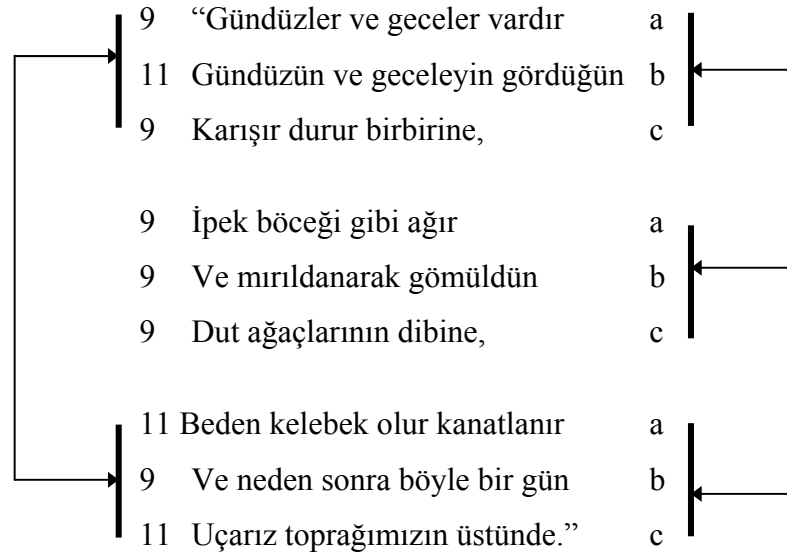 9 “Gündüzler ve geceler vardır a
11 Gündüzün ve geceleyin gördüğün b
9 Karışır durur birbirine, c
9 İpek böceği gibi ağır a
9 Ve mırıldanarak gömüldün b
9 Dut ağaçlarının dibine, c
11 Beden kelebek olur kanatlanır a
9 Ve neden sonra böyle bir gün b
11 Uçarız toprağımızın üstünde.” c